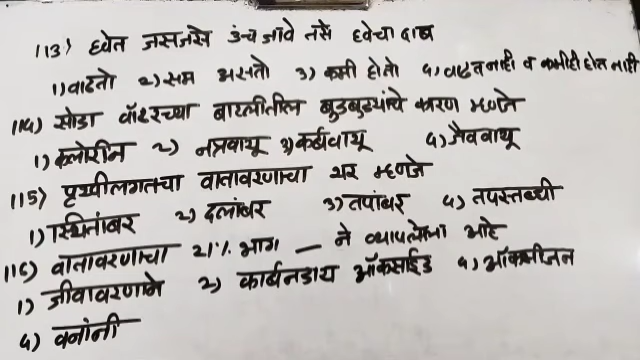 113) हवेत जसजसे उंच जावे तसे हवेचा दाब
1) वाढतो 2) सम असतो 3) कमी होतो 4) वाढत नाही व कमीही होत नाही
114) सोडा वॉटरच्या बाटलीतील बुडबुड्यांचे कारण म्हणजे
1) क्लोरीन 2) नत्रवायू 3) कर्बवायू 4) जैववायू
115) पृथ्वीलगतचा वातावरणाचा थर म्हणजे
1) स्थितांबर 2) दलांबर 3) तपांबर 4) तपस्तब्धी
116) वातावरणाचा 21% भाग — ने व्यापलेला आहे
1) जीवावरणाने 2) कार्बनडाय ऑक्साईड 4) ऑक्सीजन
4) वनांनी